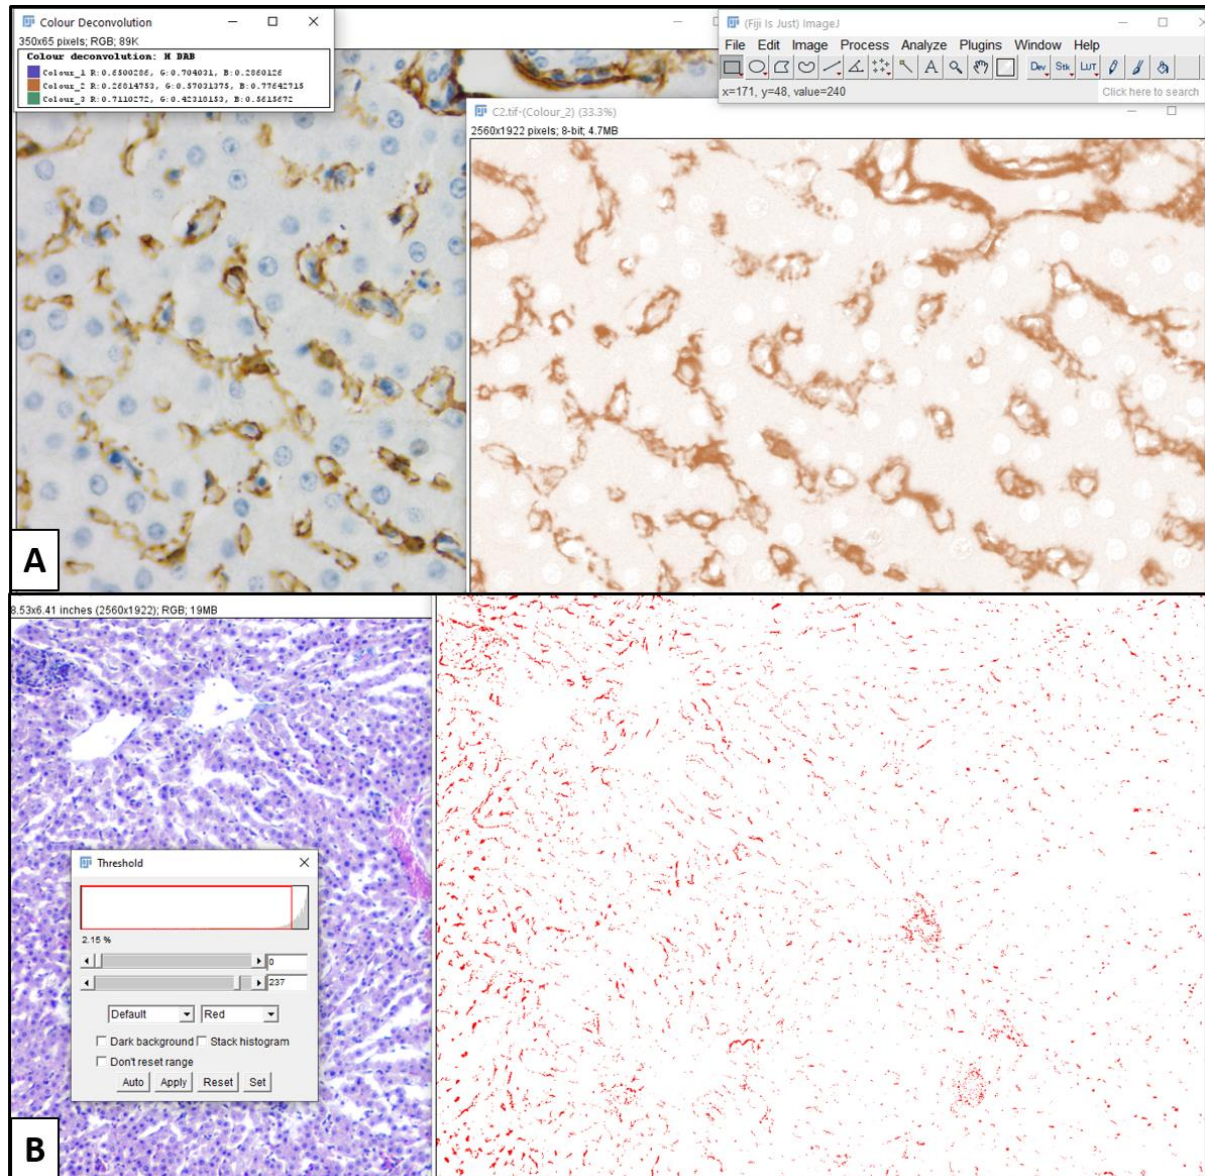 Colour Deconvolution
350x65 pixels; RGB; 89K
Colour deconvolution: H DAB
Colour_1 R:0.6500286, G:0.704031, B:0.2860126
Colour_2 R:0.26814753, G:0.57031375, B:0.77642715
Colour_3 R:0.7110272, G:0.42318153, B:0.5615672
(Fiji Is Just) ImageJ
File Edit Image Process Analyze Plugins Window Help
Dev Stk LUT
x=171, y=48, value=240
Click here to search
C2.tif-(Colour_2) (33.3%)
2560x1922 pixels; 8-bit; 4.7MB
A
8.53x6.41 inches (2560x1922); RGB; 19MB
Threshold
2.15 %
0
237
Default Red
Dark background Stack histogram
Don't reset range
Auto Apply Reset Set
B